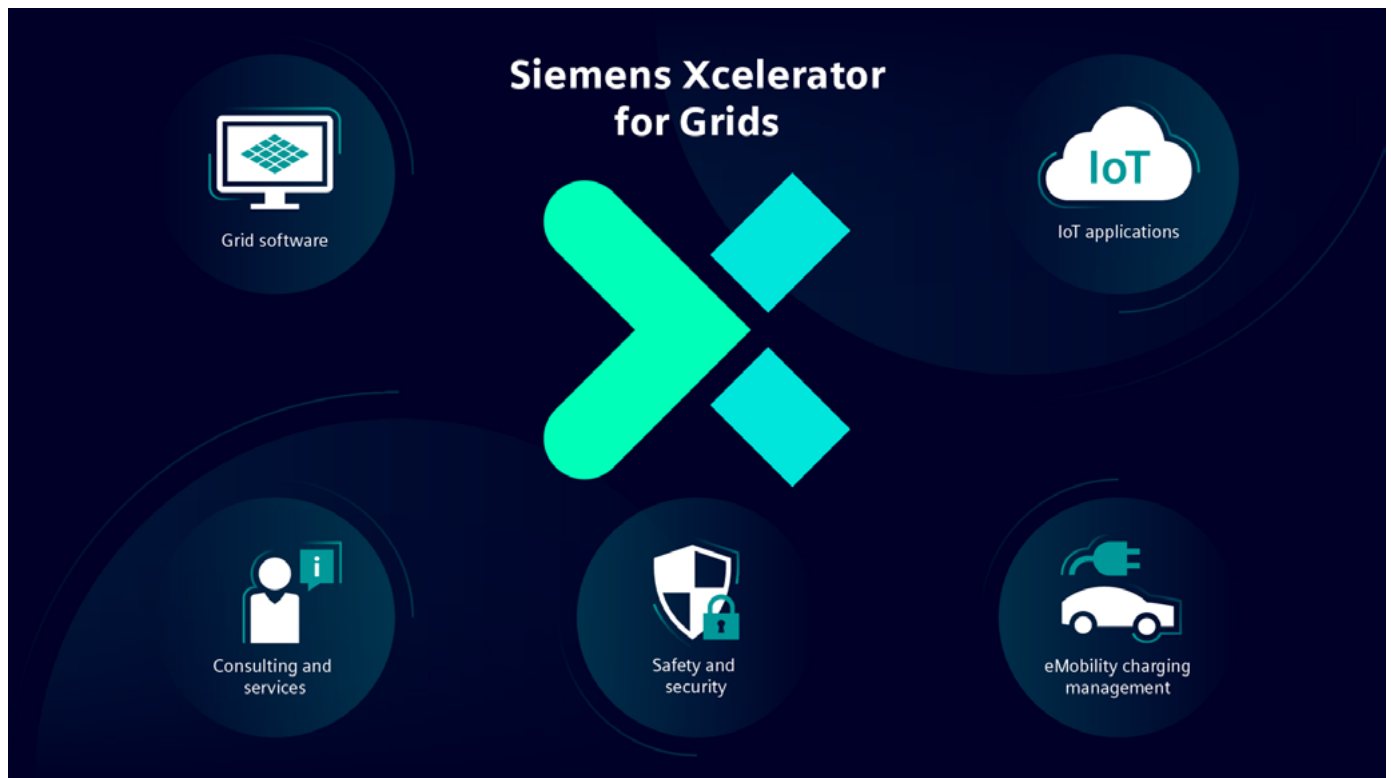 Siemens Xcelerator
for Grids
Grid software
IoT
IoT applications
i
Consulting and
services
Safety and
security
eMobility charging
management